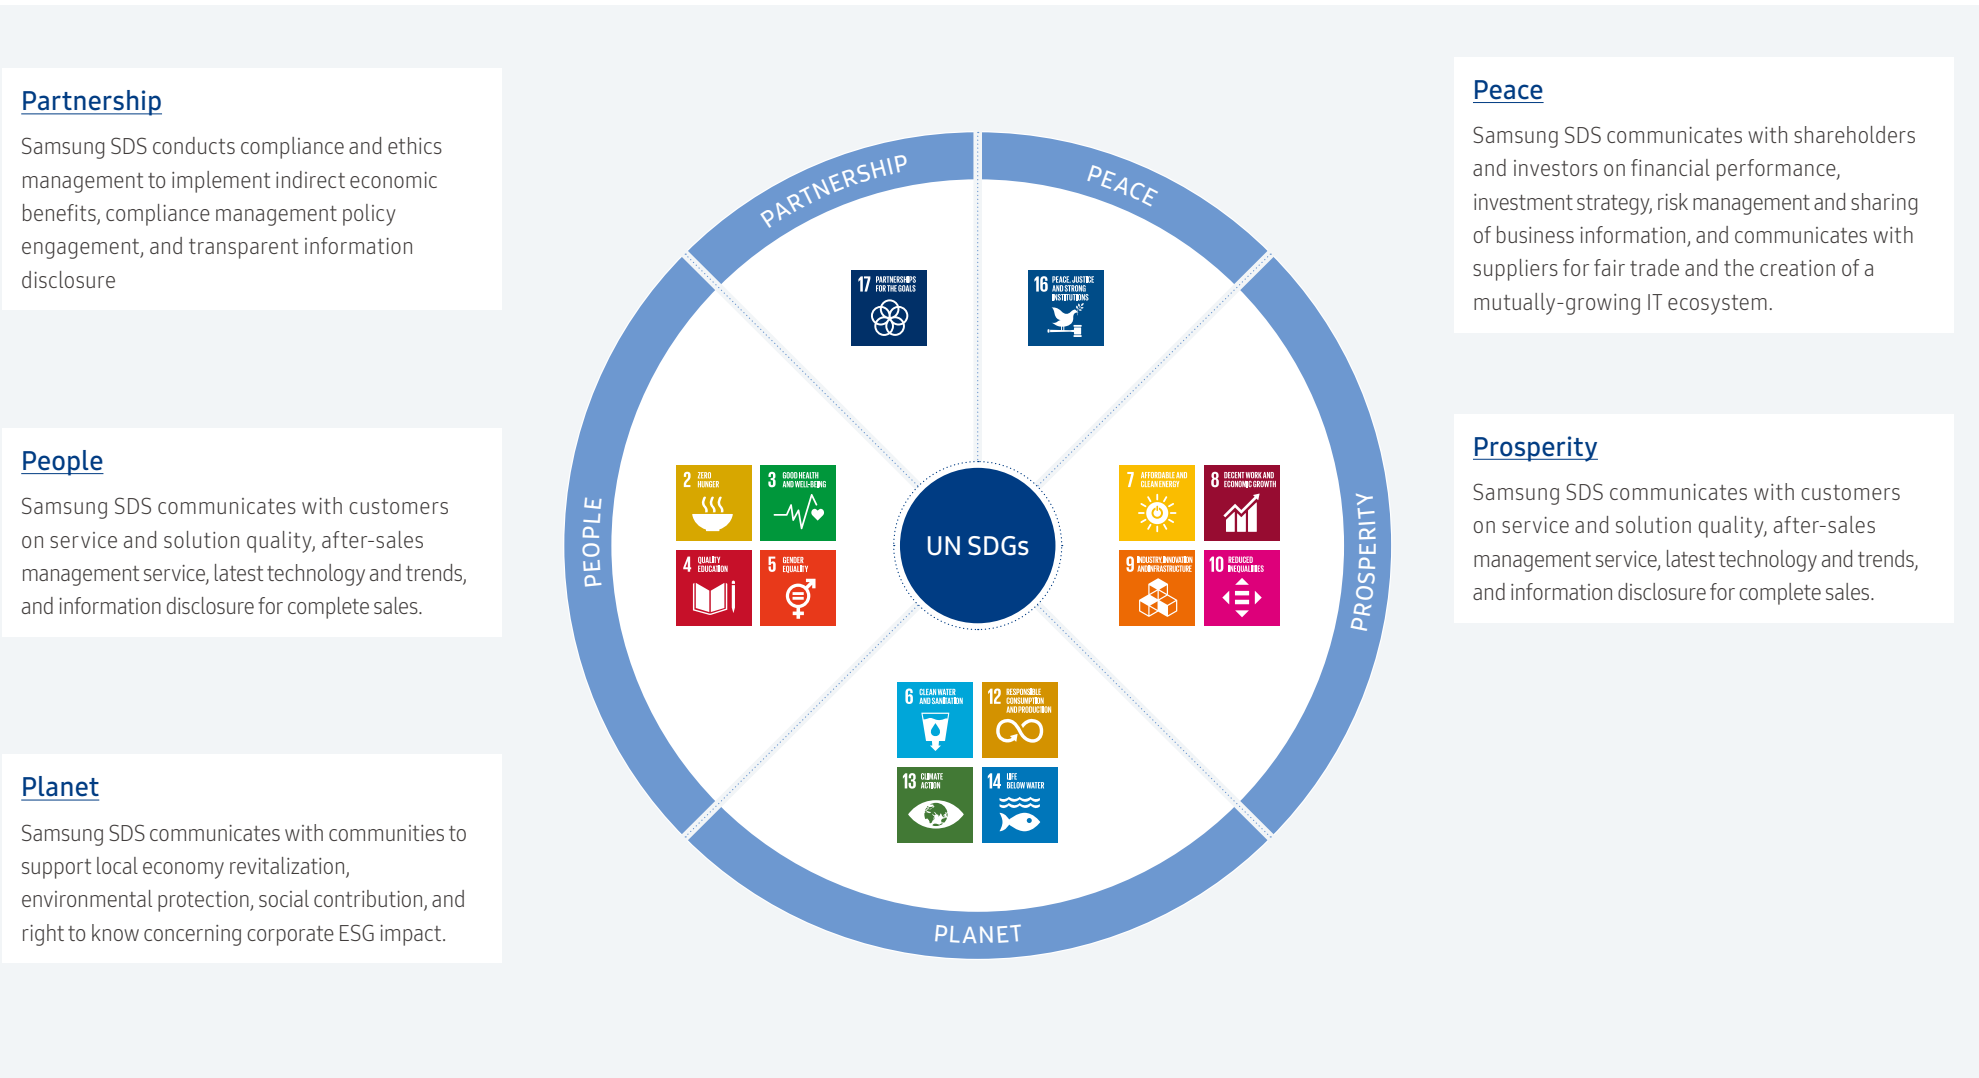 Partnership
Samsung SDS conducts compliance and ethics
management to implement indirect economic
benefits, compliance management policy
engagement, and transparent information
disclosure
People
Samsung SDS communicates with customers
on service and solution quality, after-sales
management service, latest technology and trends,
and information disclosure for complete sales.
Planet
Samsung SDS communicates with communities to
support local economy revitalization,
environmental protection, social contribution, and
right to know concerning corporate ESG impact.
PARTNERSHIP
PEACE
17 PARTNERSHIPS
FOR THE GOALS
16 PEACE, JUSTICE
AND STRONG
INSTITUTIONS
PEOPLE
2 ZERO
HUNGER
3 GOOD HEALTH
AND WELL-BEING
4 QUALITY
EDUCATION
5 GENDER
EQUALITY
UN SDGs
7 AFFORDABLE AND
CLEAN ENERGY
8 DECENT WORK AND
ECONOMIC GROWTH
9 INDUSTRY, INNOVATION
AND INFRASTRUCTURE
10 REDUCED
INEQUALITIES
PROSPERITY
6 CLEAN WATER
AND SANITATION
12 RESPONSIBLE
CONSUMPTION
AND PRODUCTION
13 CLIMATE
ACTION
14 LIFE
BELOW WATER
PLANET
Peace
Samsung SDS communicates with shareholders
and investors on financial performance,
investment strategy, risk management and sharing
of business information, and communicates with
suppliers for fair trade and the creation of a
mutually-growing IT ecosystem.
Prosperity
Samsung SDS communicates with customers
on service and solution quality, after-sales
management service, latest technology and trends,
and information disclosure for complete sales.